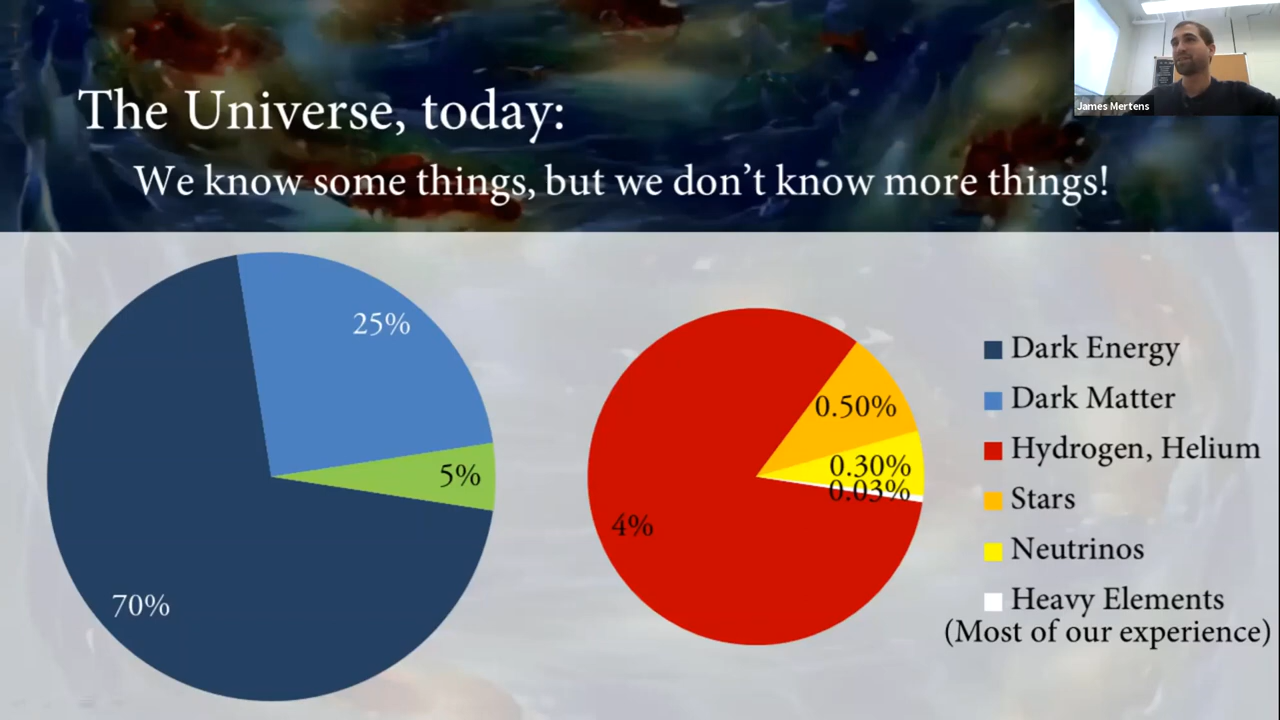 James Mertens
The Universe, today:
We know some things, but we don't know more things!
25%
5%
70%
0.50%
0.30%
0.03%
4%
Dark Energy
Dark Matter
Hydrogen, Helium
Stars
Neutrinos
Heavy Elements
(Most of our experience)